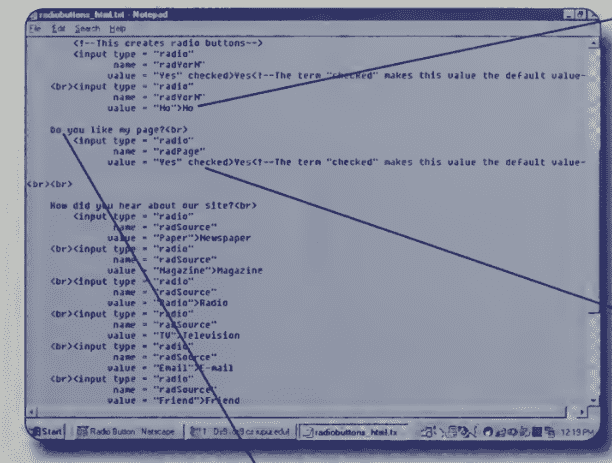 radiobuttons_html.txt - Notepad
File Edit Search Help
<!--This creates radio buttons-->
<input type = "radio"
name = "radYorN"
value = "Yes" checked>Yes<!--The term "checked" makes this value the default value-
<br><input type = "radio"
name = "radYorN"
value = "No">No
Do you like my page?<br>
<input type = "radio"
name = "radPage"
value = "Yes" checked>Yes<!--The term "checked" makes this value the default value-
<br><br>
How did you hear about our site?<br>
<input type = "radio"
name = "radSource"
value = "Paper">Newspaper
<br><input type = "radio"
name = "radSource"
value = "Magazine">Magazine
<br><input type = "radio"
name = "radSource"
value = "Radio">Radio
<br><input type = "radio"
name = "radSource"
value = "TV">Television
<br><input type = "radio"
name = "radSource"
value = "Email">E-mail
<br><input type = "radio"
name = "radSource"
value = "Friend">Friend
Start Radio Button Netscape radiobuttons_html.tx 12:19 PM